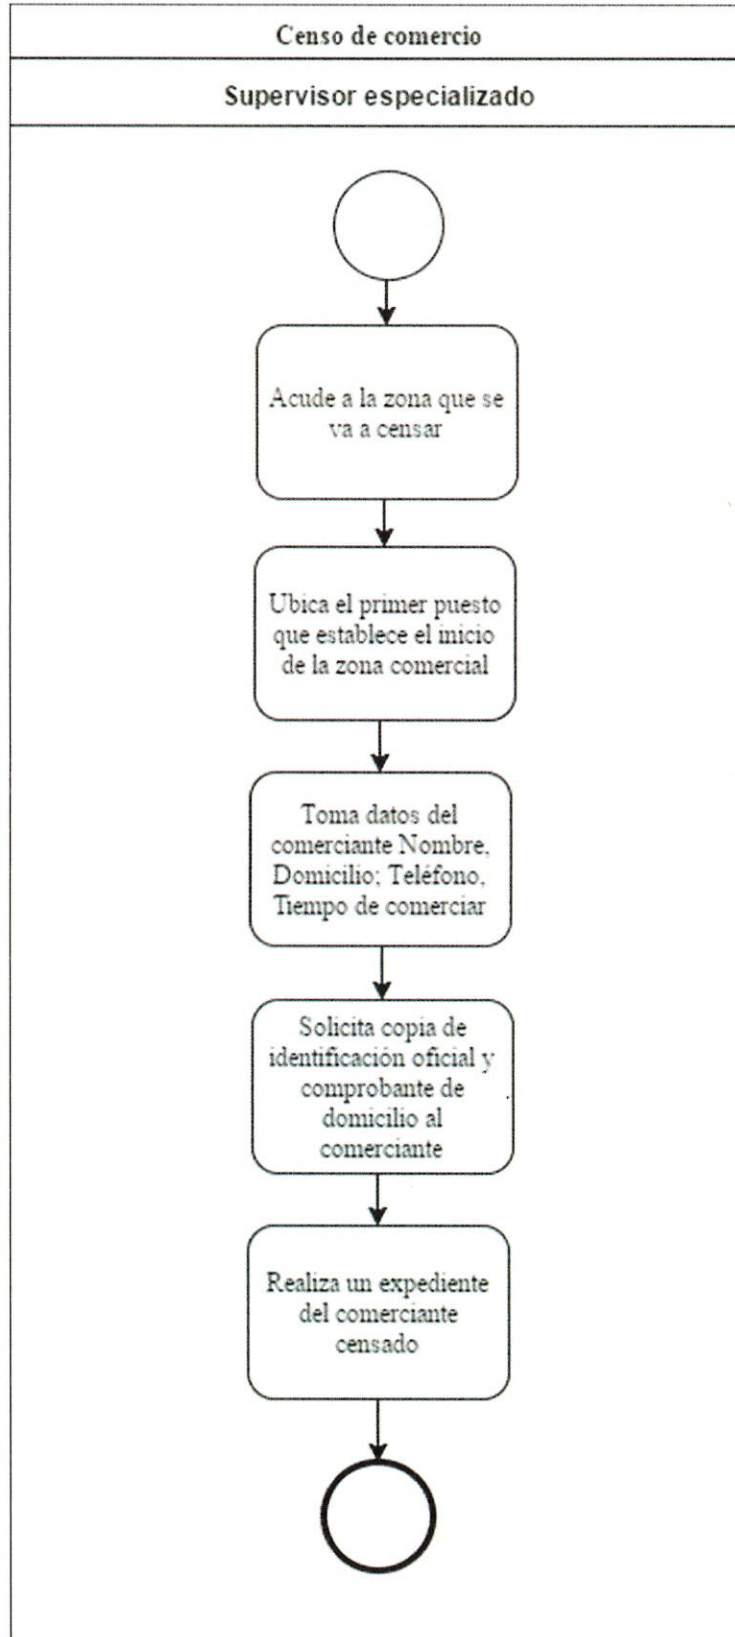 Censo de comercio
Supervisor especializado
Acude a la zona que se
va a censar
Ubica el primer puesto
que establece el inicio
de la zona comercial
Toma datos del
comerciante Nombre,
Domicilio; Teléfono,
Tiempo de comerciar
Solicita copia de
identificación oficial y
comprobante de
domicilio al
comerciante
Realiza un expediente
del comerciante
censado